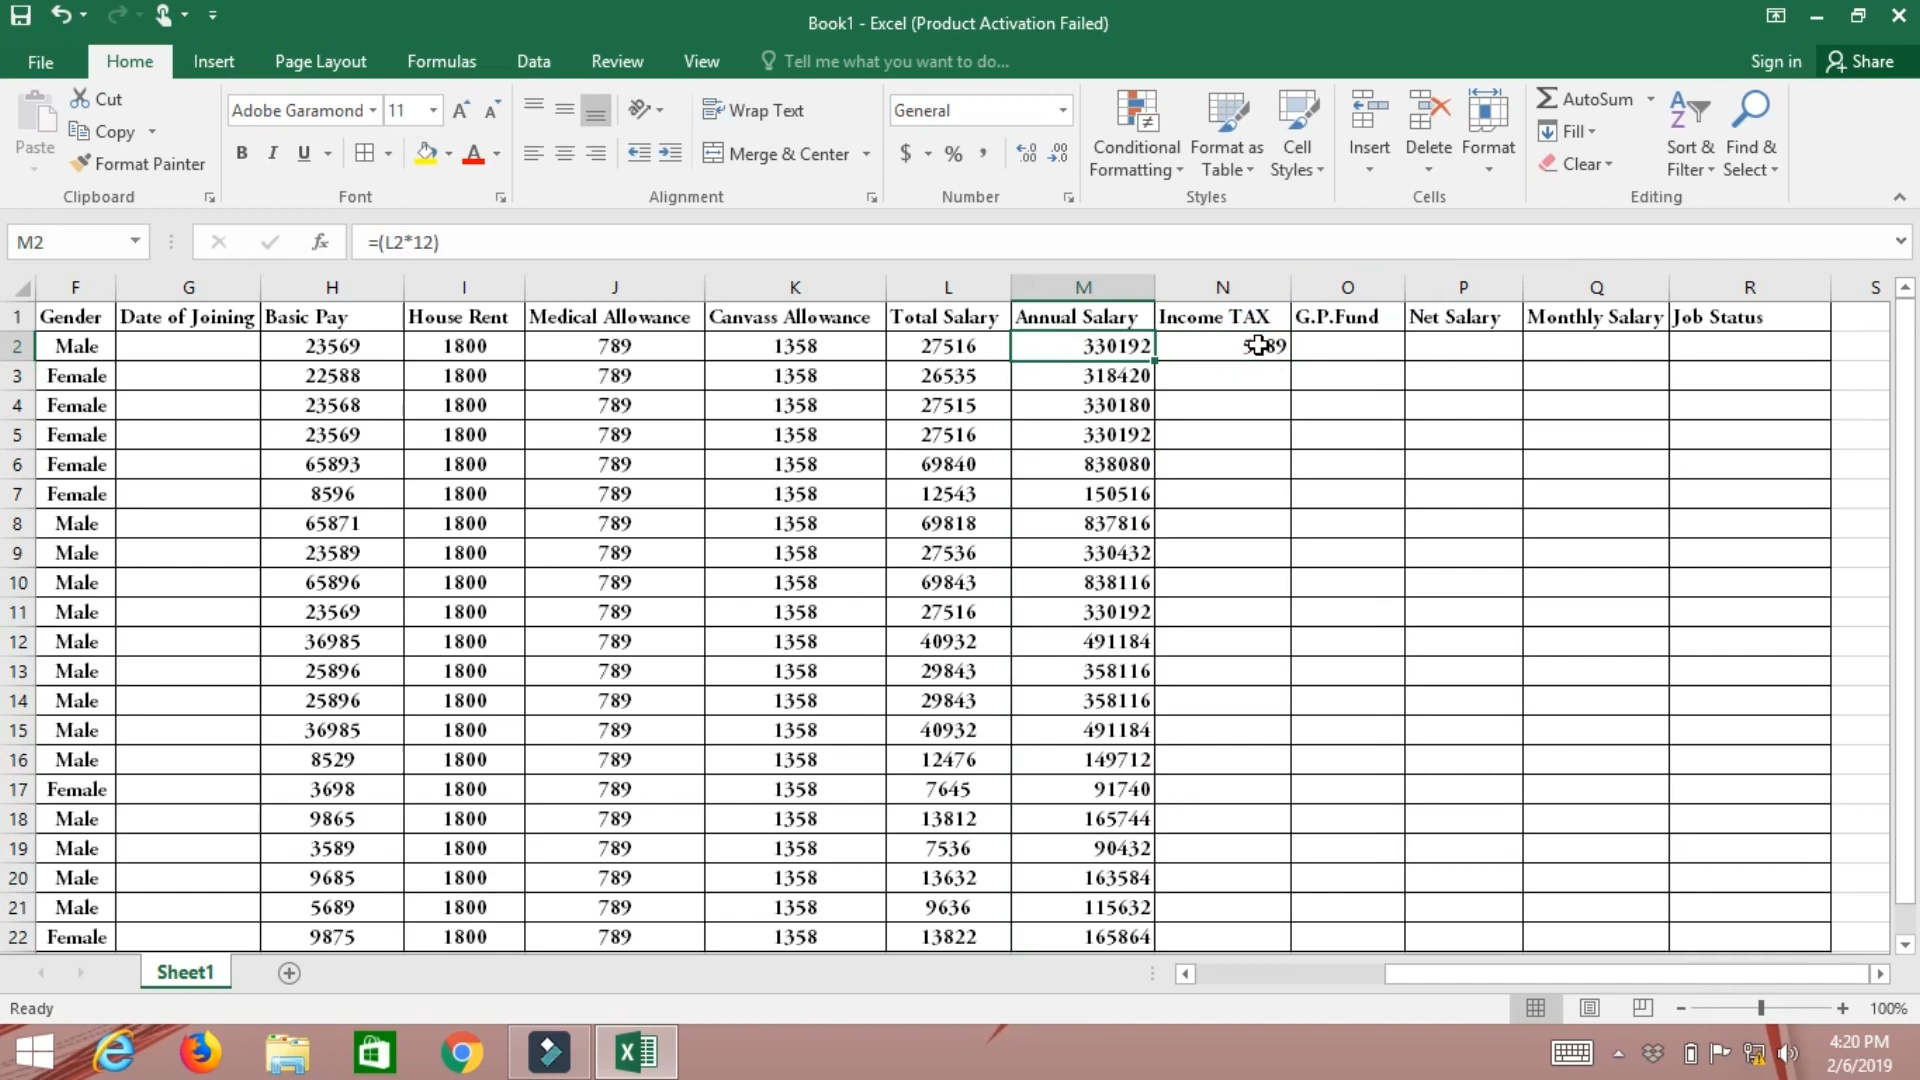 Book1 - Excel (Product Activation Failed)
File Home Insert Page Layout Formulas Data Review View Tell me what you want to do... Sign in Share
Paste Cut Copy Format Painter Clipboard
Adobe Garamond 11 B I U A Font
Wrap Text Merge & Center Alignment
General $ % , Number
Conditional Formatting Format as Table Cell Styles Styles
Insert Delete Format Cells
AutoSum Fill Clear Sort & Filter Find & Select Editing
M2 fx =(L2*12)
F G H I J K L M N O P Q R S
1 Gender Date of Joining Basic Pay House Rent Medical Allowance Canvass Allowance Total Salary Annual Salary Income TAX G.P.Fund Net Salary Monthly Salary Job Status
2 Male 23569 1800 789 1358 27516 330192
3 Female 22588 1800 789 1358 26535 318420
4 Female 23568 1800 789 1358 27515 330180
5 Female 23569 1800 789 1358 27516 330192
6 Female 65893 1800 789 1358 69840 838080
7 Female 8596 1800 789 1358 12543 150516
8 Male 65871 1800 789 1358 69818 837816
9 Male 23589 1800 789 1358 27536 330432
10 Male 65896 1800 789 1358 69843 838116
11 Male 23569 1800 789 1358 27516 330192
12 Male 36985 1800 789 1358 40932 491184
13 Male 25896 1800 789 1358 29843 358116
14 Male 25896 1800 789 1358 29843 358116
15 Male 36985 1800 789 1358 40932 491184
16 Male 8529 1800 789 1358 12476 149712
17 Female 3698 1800 789 1358 7645 91740
18 Male 9865 1800 789 1358 13812 165744
19 Male 3589 1800 789 1358 7536 90432
20 Male 9685 1800 789 1358 13632 163584
21 Male 5689 1800 789 1358 9636 115632
22 Female 9875 1800 789 1358 13822 165864
Sheet1
Ready 100%
4:20 PM
2/6/2019